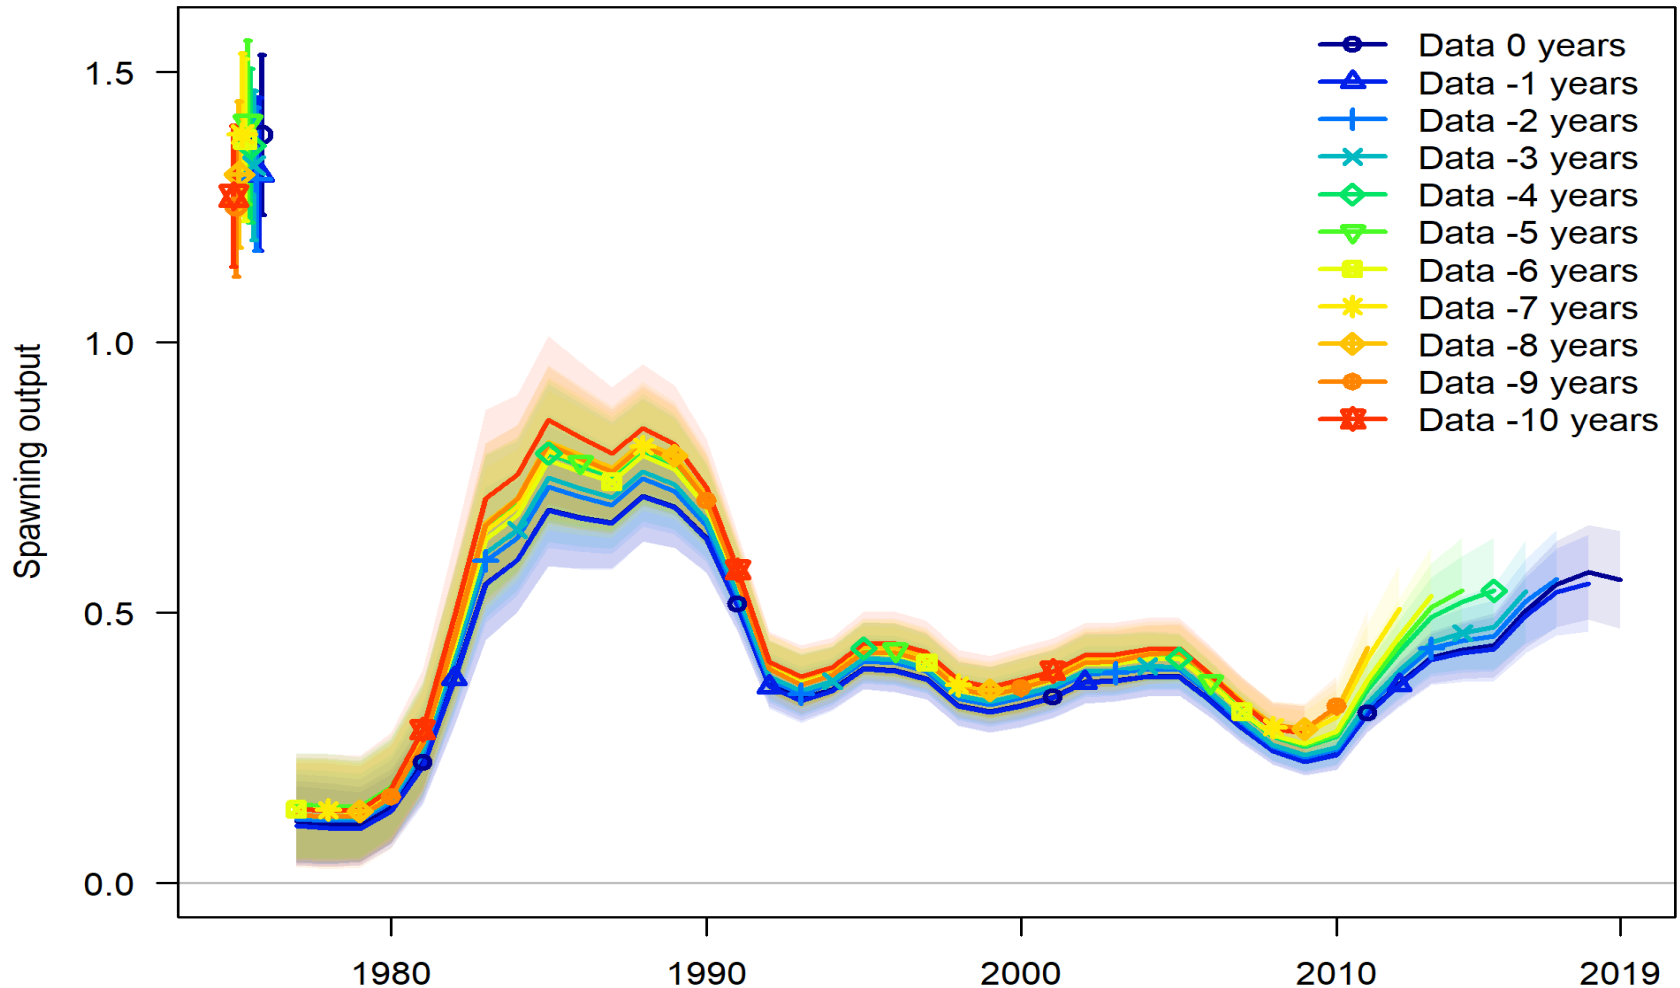 Spawning output
1.5
1.0
0.5
0.0
1980
1990
2000
2010
2019
Data 0 years
Data -1 years
Data -2 years
Data -3 years
Data -4 years
Data -5 years
Data -6 years
Data -7 years
Data -8 years
Data -9 years
Data -10 years